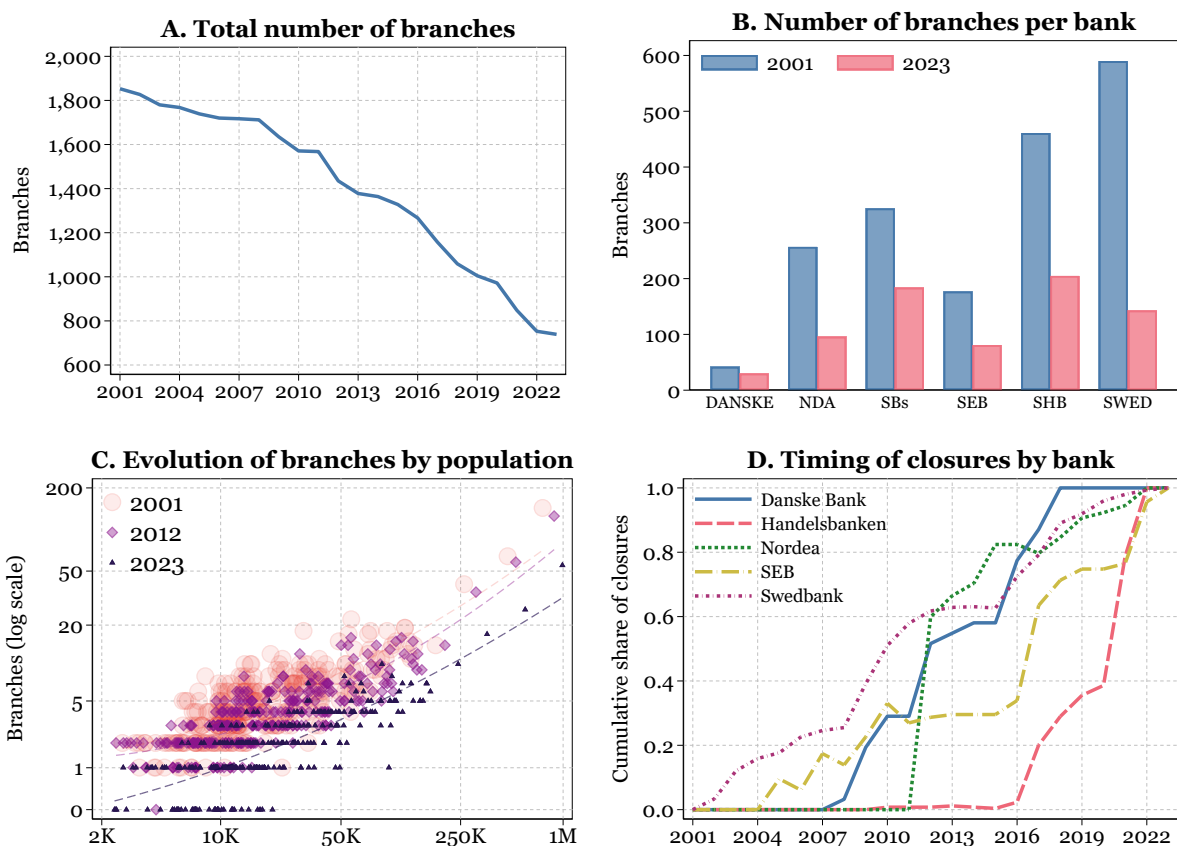 A. Total number of branches
Branches
2,000
1,800
1,600
1,400
1,200
1,000
800
600
2001 2004 2007 2010 2013 2016 2019 2022
B. Number of branches per bank
2001 2023
Branches
600
500
400
300
200
100
0
DANSKE NDA SBs SEB SHB SWED
C. Evolution of branches by population
2001
2012
2023
Branches (log scale)
200
50
20
5
1
0
2K 10K 50K 250K 1M
D. Timing of closures by bank
Danske Bank
Handelsbanken
Nordea
SEB
Swedbank
Cumulative share of closures
1.0
0.8
0.6
0.4
0.2
0.0
2001 2004 2007 2010 2013 2016 2019 2022